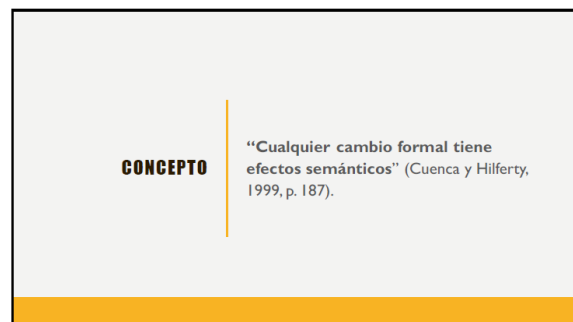 CONCEPTO
“Cualquier cambio formal tiene
efectos semánticos” (Cuenca y Hilferty,
1999, p. 187).